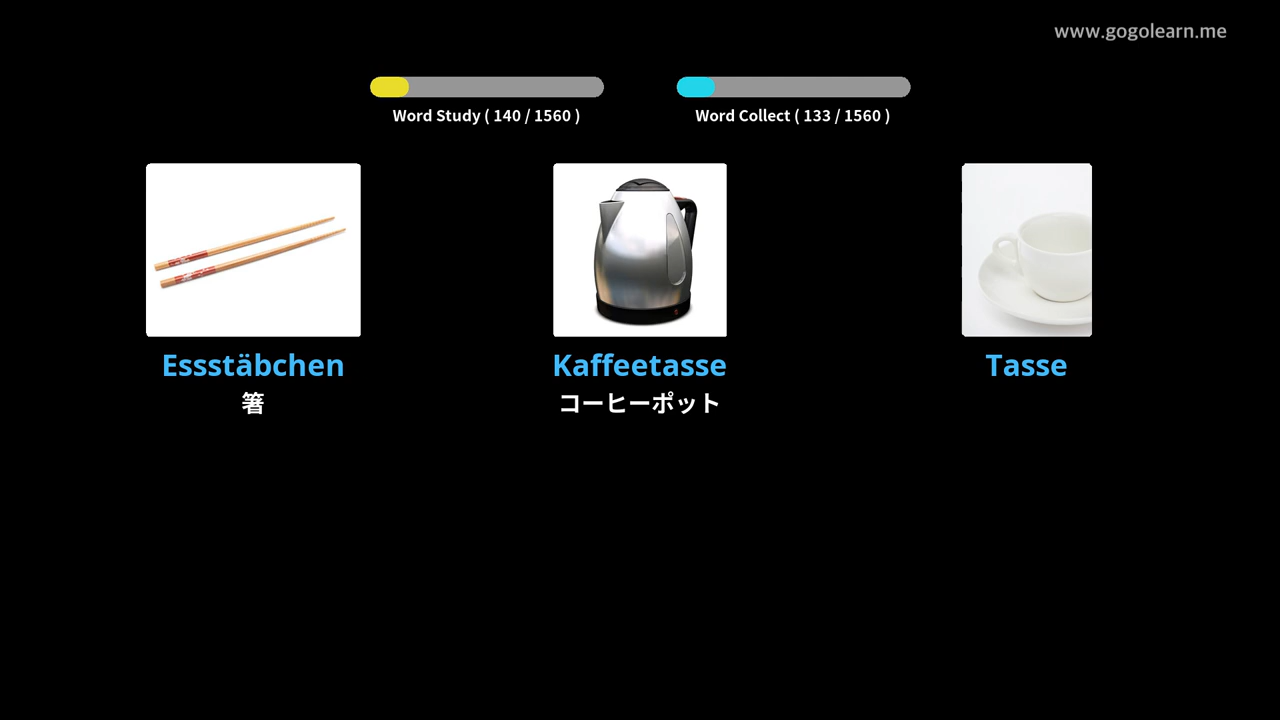 www.gogolearn.me
Word Study ( 140 / 1560 )
Word Collect ( 133 / 1560 )
Essstäbchen
箸
Kaffeetasse
コーヒーポット
Tasse